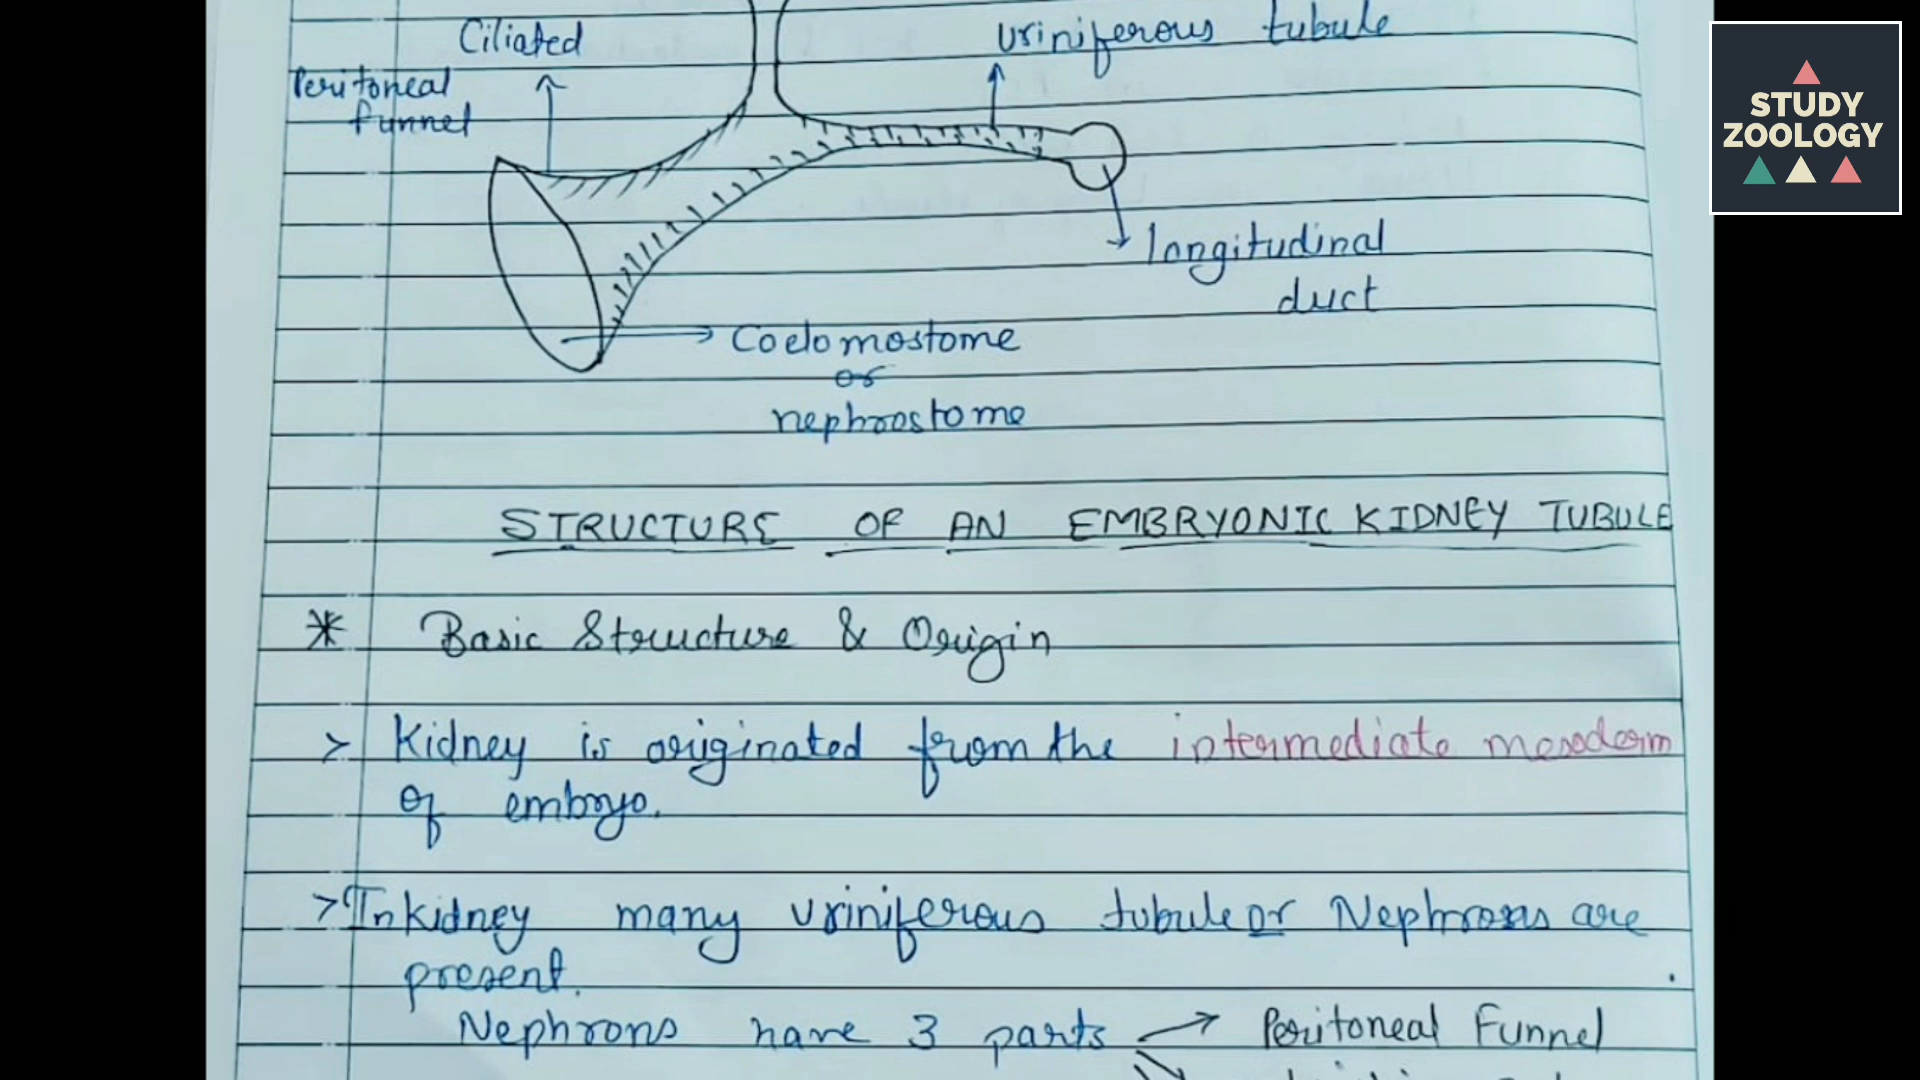 Ciliated
Peritoneal
funnel
Uriniferous tubule
longitudinal
duct
Coelomostome
or
nephrostome
STRUCTURE OF AN EMBRYONIC KIDNEY TUBULE
* Basic Structure & Origin
> Kidney is originated from the intermediate mesoderm
of embryo.
> In kidney many uriniferous tubule or Nephrons are
present.
Nephrons have 3 parts → Peritoneal Funnel
STUDY
ZOOLOGY